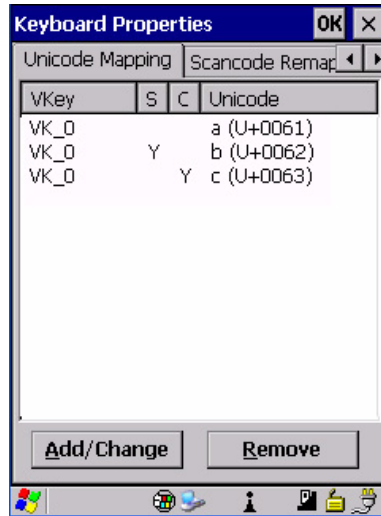 Keyboard Properties OK ×
Unicode Mapping Scancode Remap
VKey S C Unicode
VK_0 a (U+0061)
VK_0 Y b (U+0062)
VK_0 Y c (U+0063)
Add/Change Remove